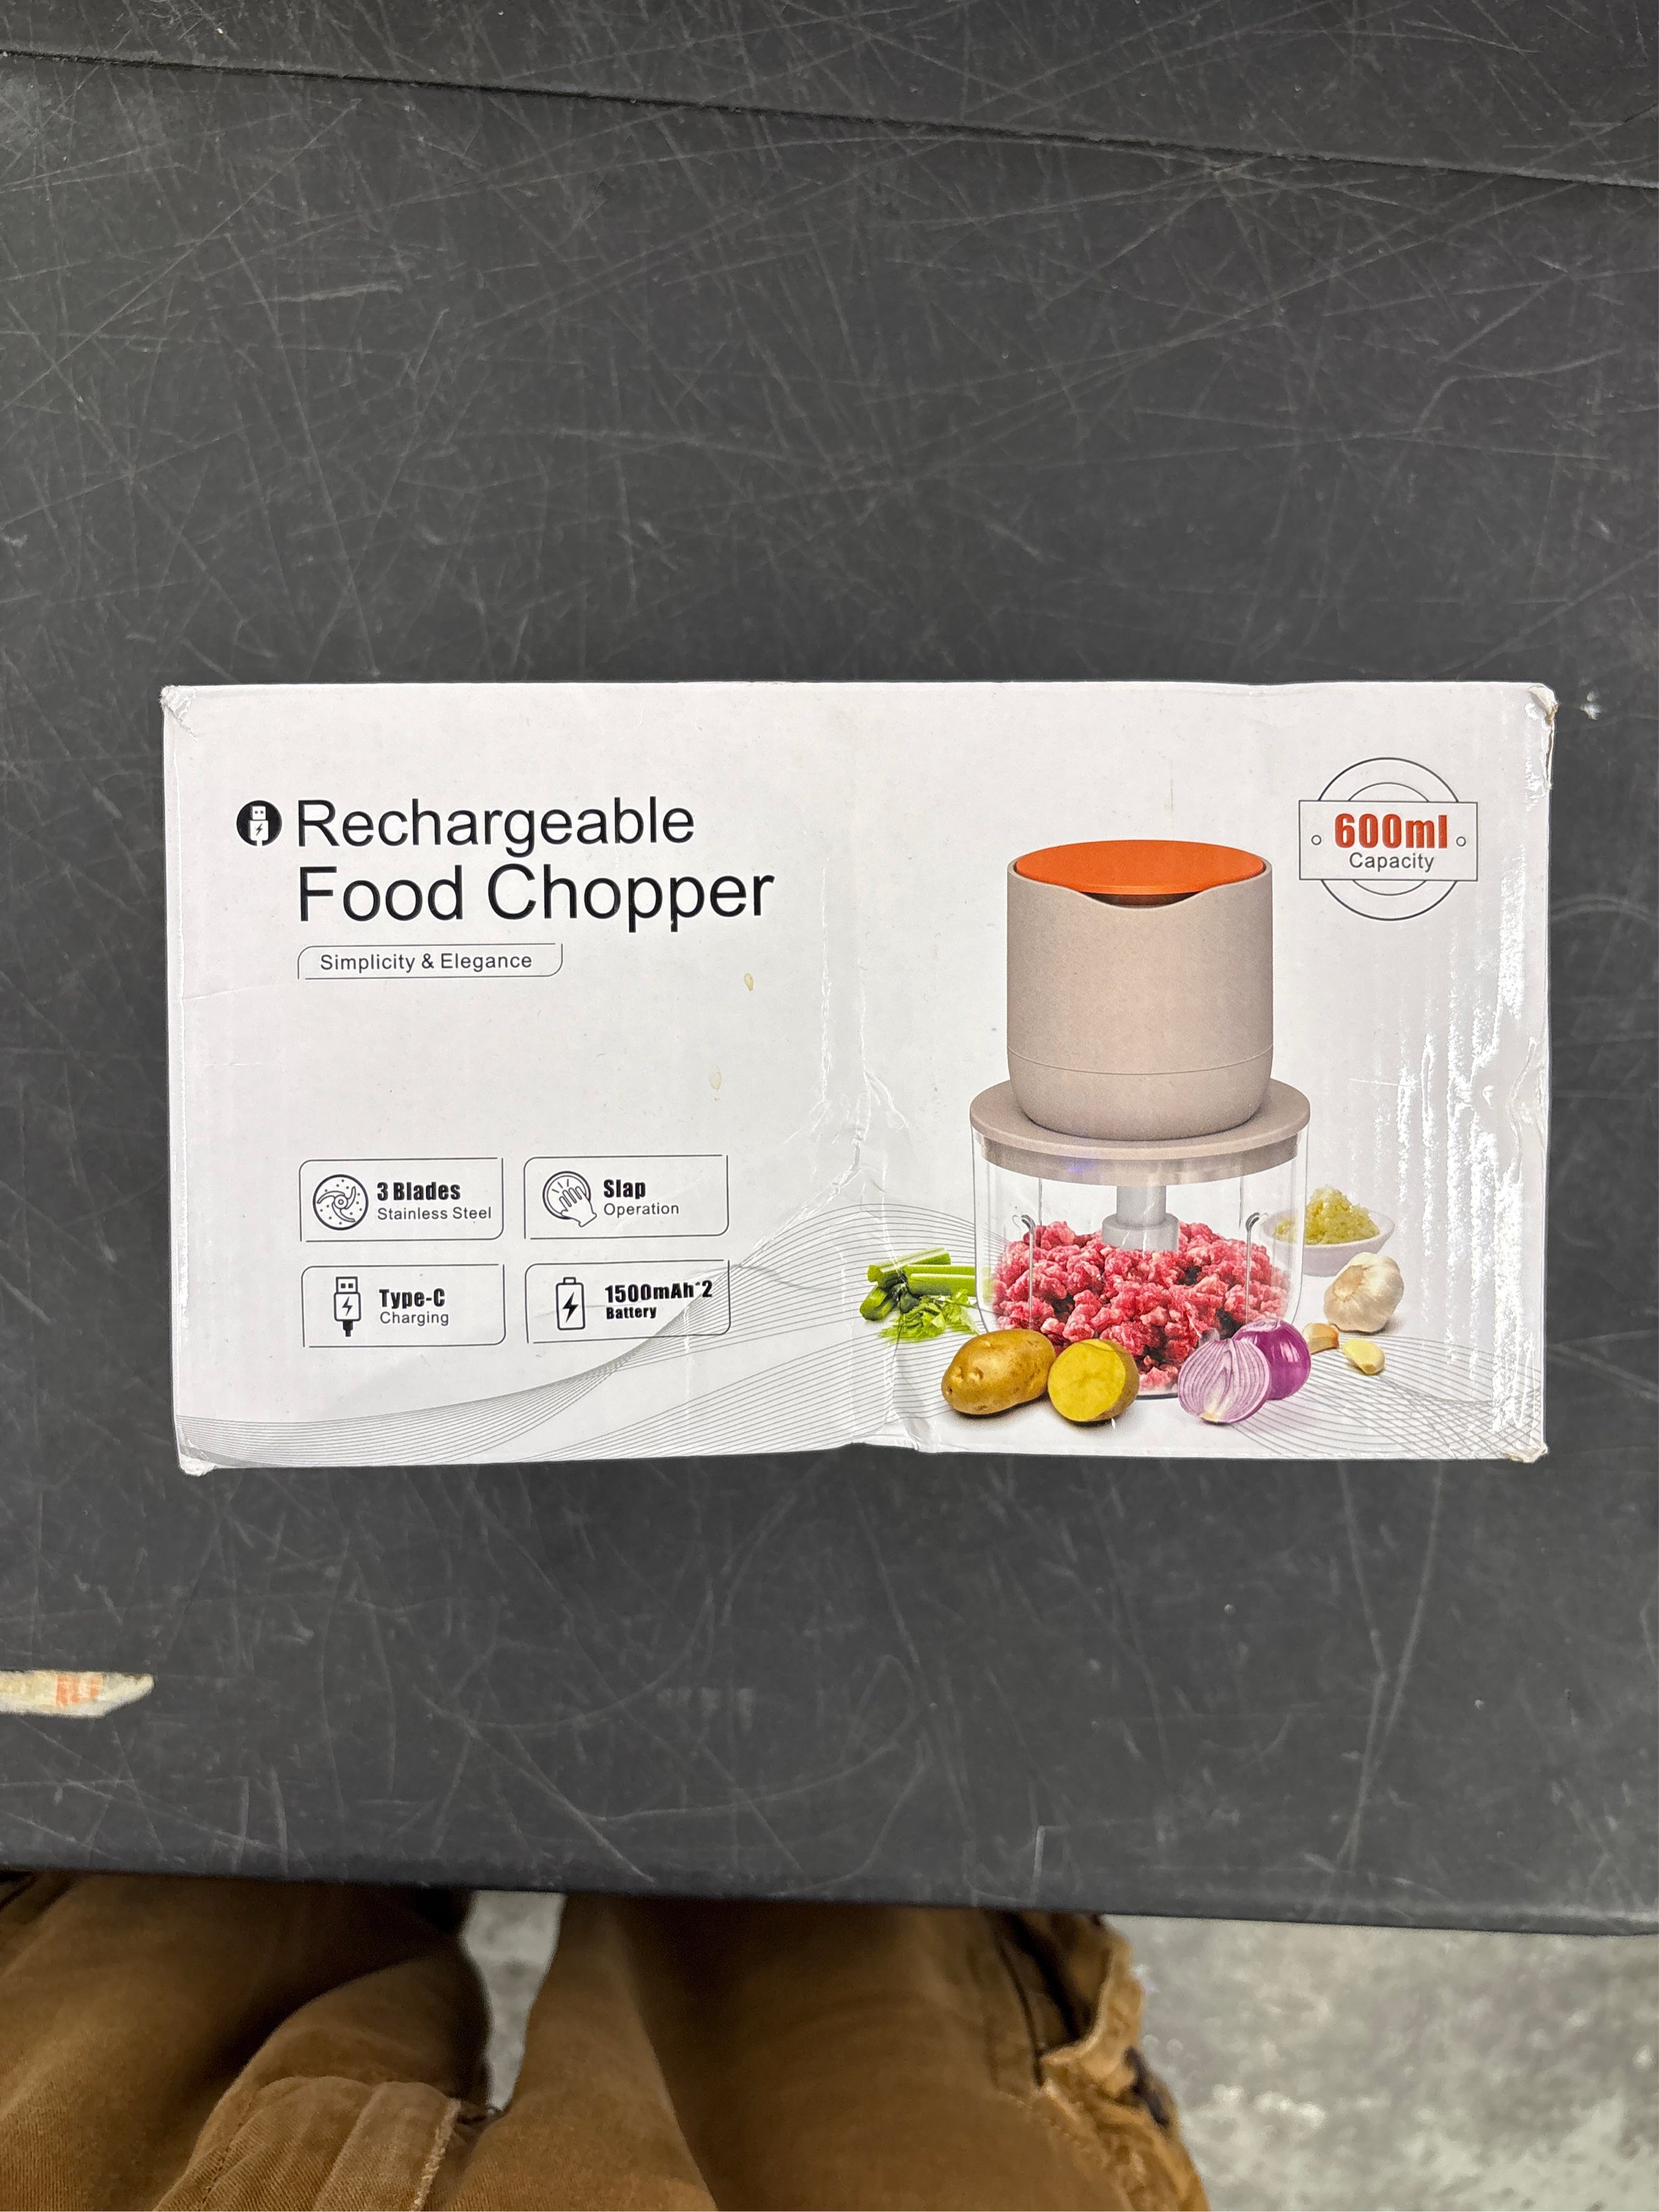 Rechargeable
Food Chopper
Simplicity & Elegance
600ml
Capacity
3 Blades
Stainless Steel
Slap
Operation
Type-C
Charging
1500mAh*2
Battery